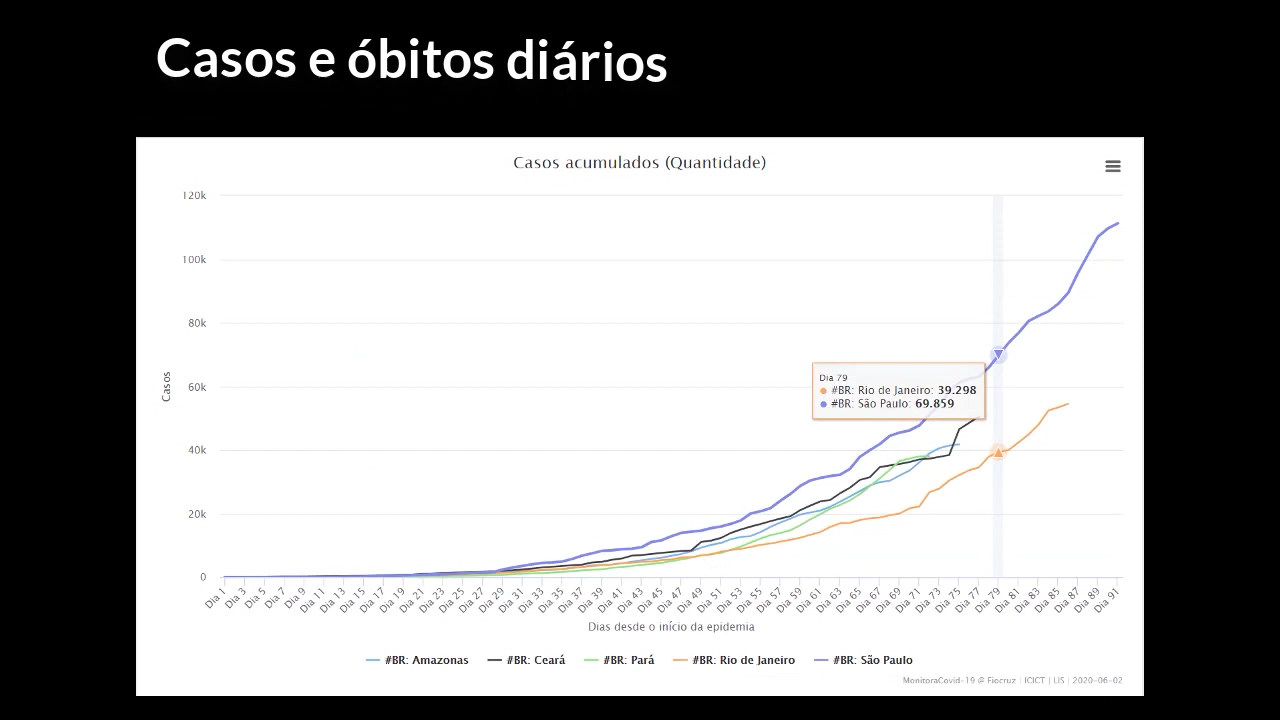 Casos e óbitos diários
Casos acumulados (Quantidade)
120k
100k
80k
60k
40k
20k
0
Casos
Dia 79
#BR: Rio de Janeiro: 39.298
#BR: São Paulo: 69.859
Dia 1 Dia 3 Dia 5 Dia 7 Dia 9 Dia 11 Dia 13 Dia 15 Dia 17 Dia 19 Dia 21 Dia 23 Dia 25 Dia 27 Dia 29 Dia 31 Dia 33 Dia 35 Dia 37 Dia 39 Dia 41 Dia 43 Dia 45 Dia 47 Dia 49 Dia 51 Dia 53 Dia 55 Dia 57 Dia 59 Dia 61 Dia 63 Dia 65 Dia 67 Dia 69 Dia 71 Dia 73 Dia 75 Dia 77 Dia 79 Dia 81 Dia 83 Dia 85 Dia 87 Dia 89 Dia 91
Dias desde o início da epidemia
#BR: Amazonas #BR: Ceará #BR: Pará #BR: Rio de Janeiro #BR: São Paulo
MonitoraCovid-19 @ Fiocruz | ICICT | LIS | 2020-06-02